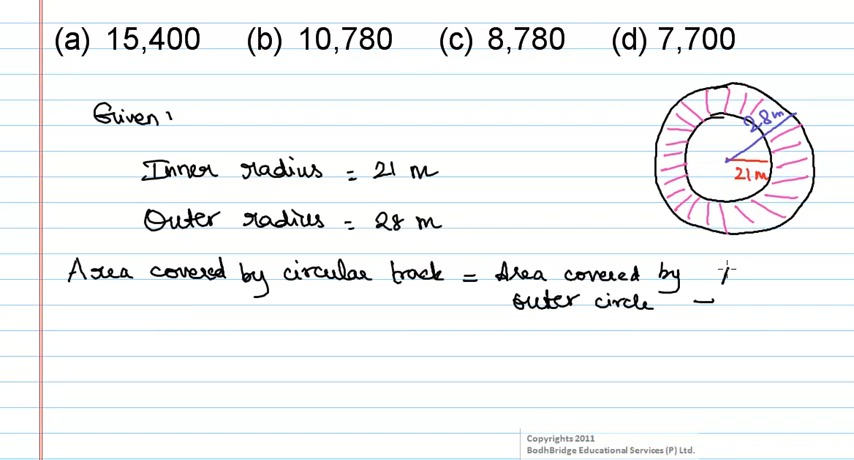 (a) 15,400 (b) 10,780 (c) 8,780 (d) 7,700
Given:
28 m
Inner radius = 21 m
21 m
Outer radius = 28 m
Area covered by circular track = Area covered by
outer circle -
Copyrights 2011
BodhBridge Educational Services (P) Ltd.